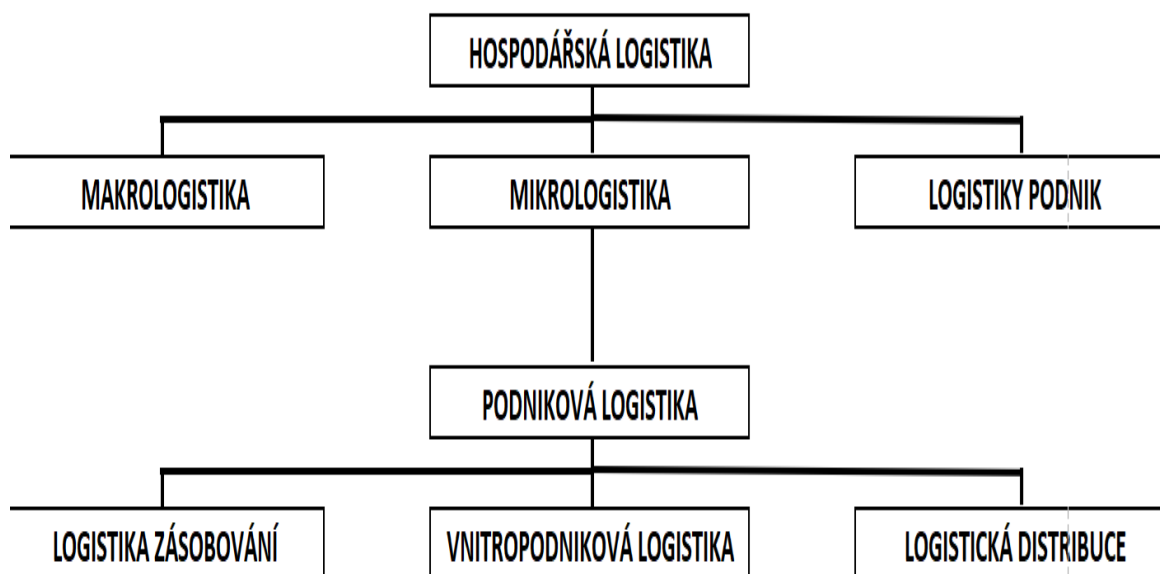 HOSPODÁŘSKÁ LOGISTIKA
MAKROLOGISTIKA
MIKROLOGISTIKA
LOGISTIKY PODNIK
PODNIKOVÁ LOGISTIKA
LOGISTIKA ZÁSOBOVÁNÍ
VNITROPODNIKOVÁ LOGISTIKA
LOGISTICKÁ DISTRIBUCE